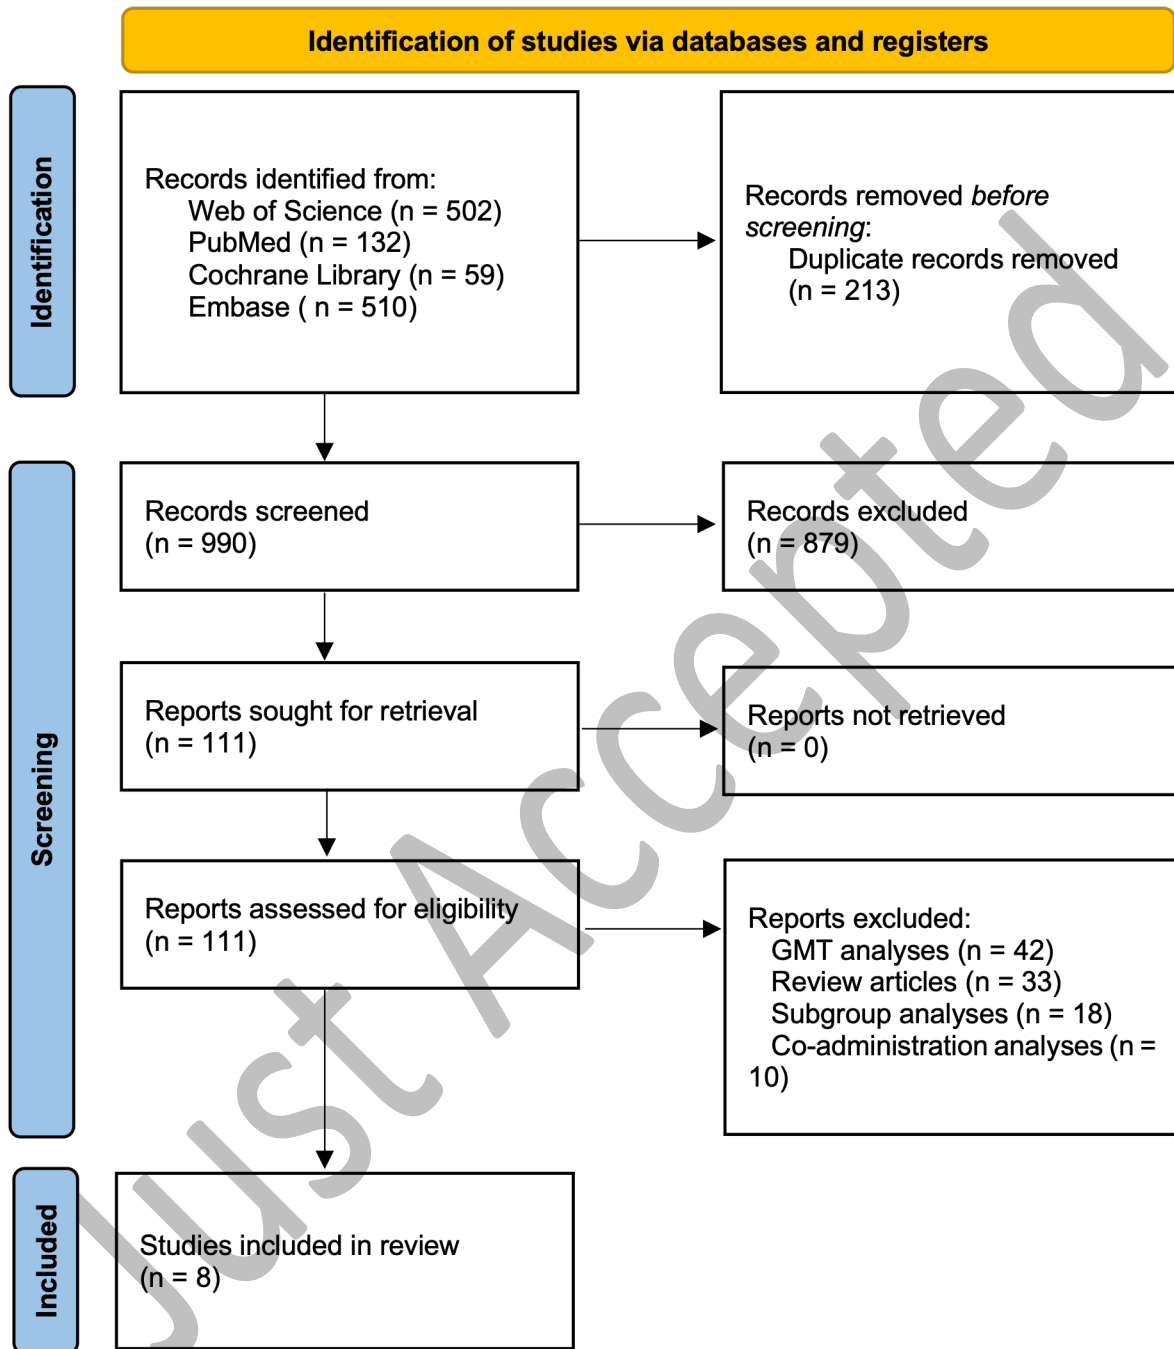 Identification of studies via databases and registers
Identification
Records identified from:
Web of Science (n = 502)
PubMed (n = 132)
Cochrane Library (n = 59)
Embase ( n = 510)
Records removed before
screening:
Duplicate records removed
(n = 213)
Screening
Records screened
(n = 990)
Records excluded
(n = 879)
Reports sought for retrieval
(n = 111)
Reports not retrieved
(n = 0)
Reports assessed for eligibility
(n = 111)
Reports excluded:
GMT analyses (n = 42)
Review articles (n = 33)
Subgroup analyses (n = 18)
Co-administration analyses (n =
10)
Included
Studies included in review
(n = 8)
Just Accepted